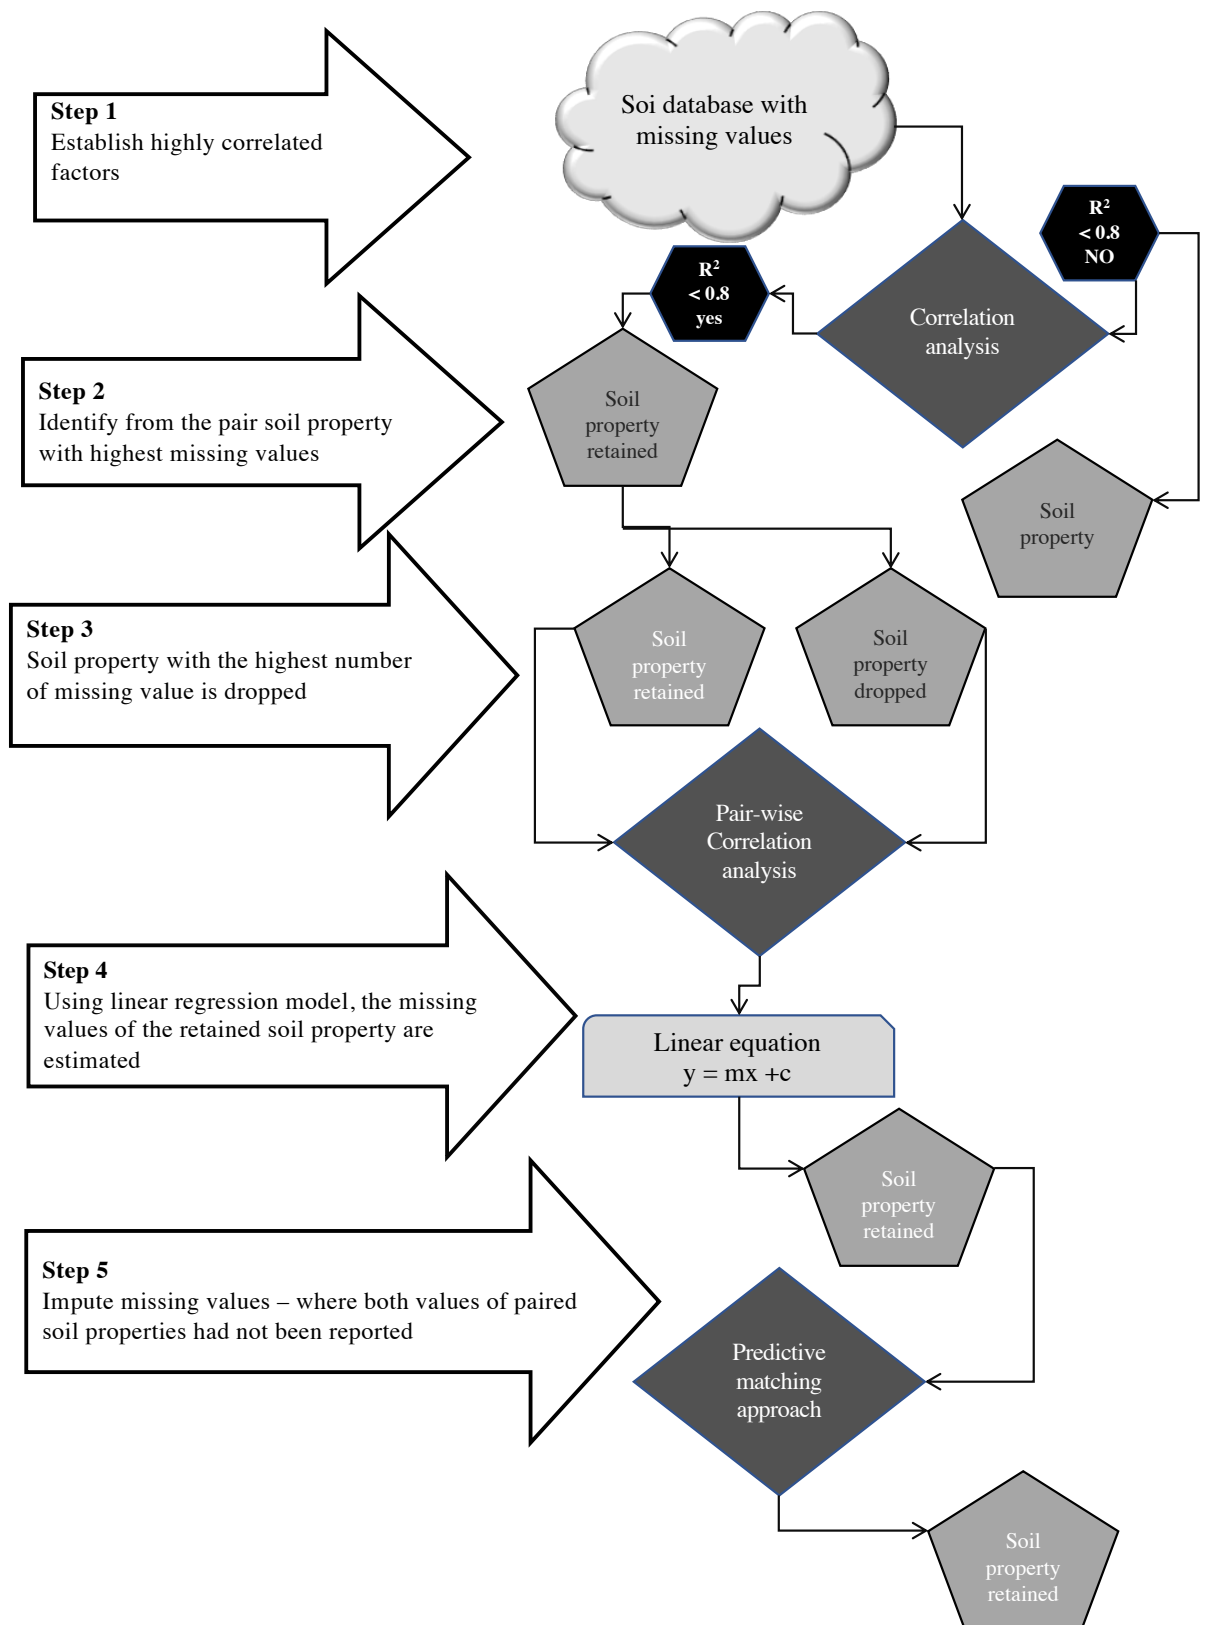 Step 1
Establish highly correlated
factors
Soi database with
missing values
R²
< 0.8
NO
R²
< 0.8
yes
Correlation
analysis
Step 2
Identify from the pair soil property
with highest missing values
Soil
property
retained
Soil
property
Step 3
Soil property with the highest number
of missing value is dropped
Soil
property
retained
Soil
property
dropped
Pair-wise
Correlation
analysis
Step 4
Using linear regression model, the missing
values of the retained soil property are
estimated
Linear equation
y = mx +c
Soil
property
retained
Step 5
Impute missing values – where both values of paired
soil properties had not been reported
Predictive
matching
approach
Soil
property
retained